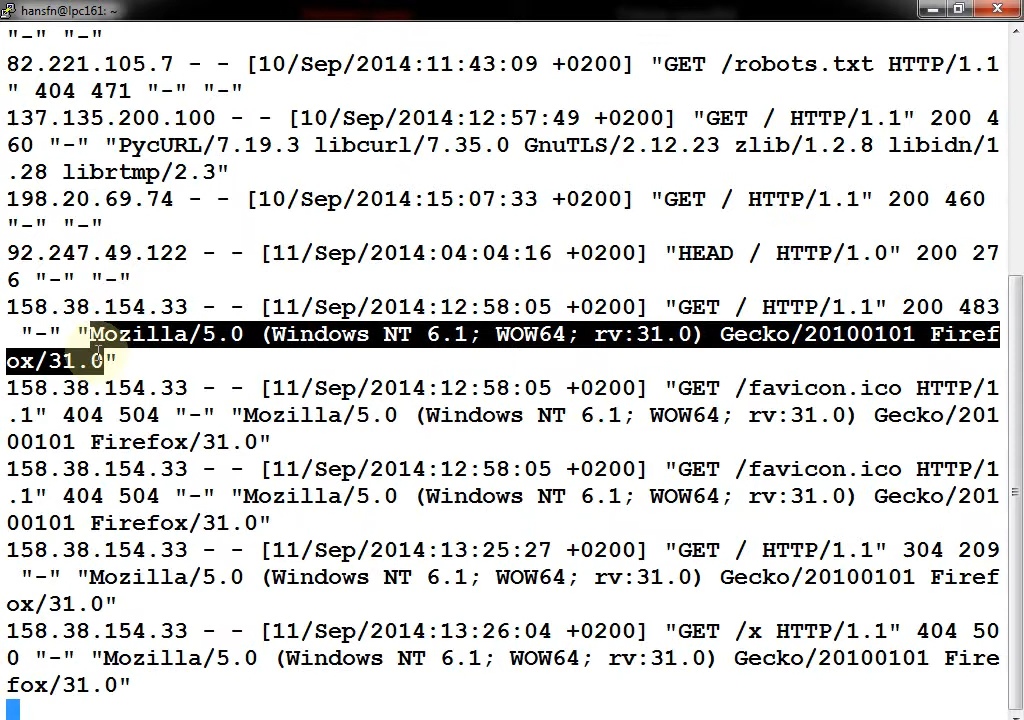 hansfn@lpc161: ~
"-" "-"
82.221.105.7 - - [10/Sep/2014:11:43:09 +0200] "GET /robots.txt HTTP/1.1
" 404 471 "-" "-"
137.135.200.100 - - [10/Sep/2014:12:57:49 +0200] "GET / HTTP/1.1" 200 4
60 "-" "PycURL/7.19.3 libcurl/7.35.0 GnuTLS/2.12.23 zlib/1.2.8 libidn/1
.28 librtmp/2.3"
198.20.69.74 - - [10/Sep/2014:15:07:33 +0200] "GET / HTTP/1.1" 200 460
"-" "-"
92.247.49.122 - - [11/Sep/2014:04:04:16 +0200] "HEAD / HTTP/1.0" 200 27
6 "-" "-"
158.38.154.33 - - [11/Sep/2014:12:58:05 +0200] "GET / HTTP/1.1" 200 483
"-" "Mozilla/5.0 (Windows NT 6.1; WOW64; rv:31.0) Gecko/20100101 Firef
ox/31.0"
158.38.154.33 - - [11/Sep/2014:12:58:05 +0200] "GET /favicon.ico HTTP/1
.1" 404 504 "-" "Mozilla/5.0 (Windows NT 6.1; WOW64; rv:31.0) Gecko/201
00101 Firefox/31.0"
158.38.154.33 - - [11/Sep/2014:12:58:05 +0200] "GET /favicon.ico HTTP/1
.1" 404 504 "-" "Mozilla/5.0 (Windows NT 6.1; WOW64; rv:31.0) Gecko/201
00101 Firefox/31.0"
158.38.154.33 - - [11/Sep/2014:13:25:27 +0200] "GET / HTTP/1.1" 304 209
"-" "Mozilla/5.0 (Windows NT 6.1; WOW64; rv:31.0) Gecko/20100101 Firef
ox/31.0"
158.38.154.33 - - [11/Sep/2014:13:26:04 +0200] "GET /x HTTP/1.1" 404 50
0 "-" "Mozilla/5.0 (Windows NT 6.1; WOW64; rv:31.0) Gecko/20100101 Fire
fox/31.0"